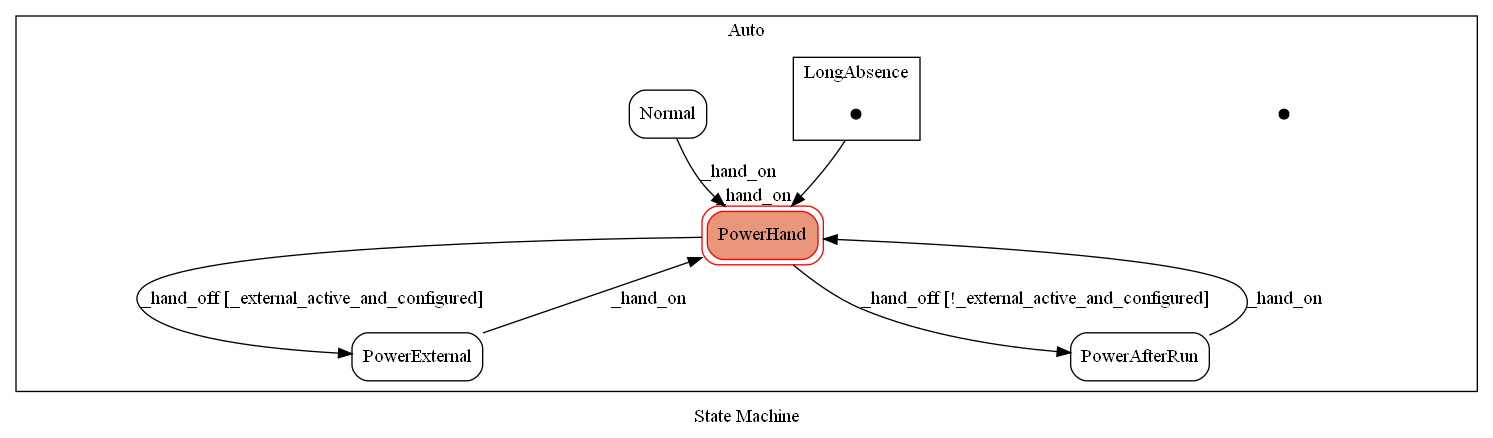 Auto
LongAbsence
Normal
_hand_on
_hand_on
PowerHand
_hand_off [_external_active_and_configured]
_hand_on
_hand_off [!_external_active_and_configured]
_hand_on
PowerExternal
PowerAfterRun
State Machine